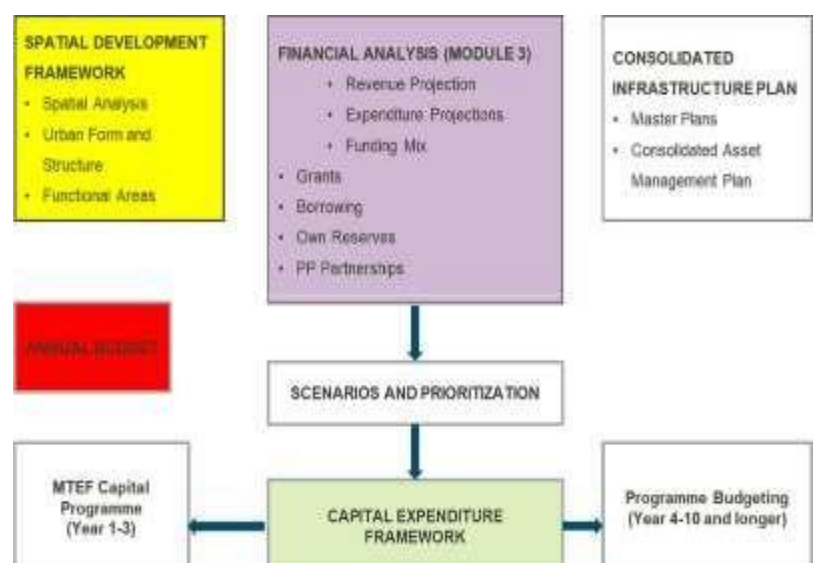 SPATIAL DEVELOPMENT
FRAMEWORK
• Spatial Analysis
• Urban Form and
Structure
• Functional Areas
FINANCIAL ANALYSIS (MODULE 3)
• Revenue Projection
• Expenditure Projections
• Funding Mix
• Grants
• Borrowing
• Own Reserves
• PP Partnerships
CONSOLIDATED
INFRASTRUCTURE PLAN
• Master Plans
• Consolidated Asset
Management Plan
ANNUAL BUDGET
SCENARIOS AND PRIORITIZATION
MTEF Capital
Programme
(Year 1-3)
CAPITAL EXPENDITURE
FRAMEWORK
Programme Budgeting
(Year 4-10 and longer)